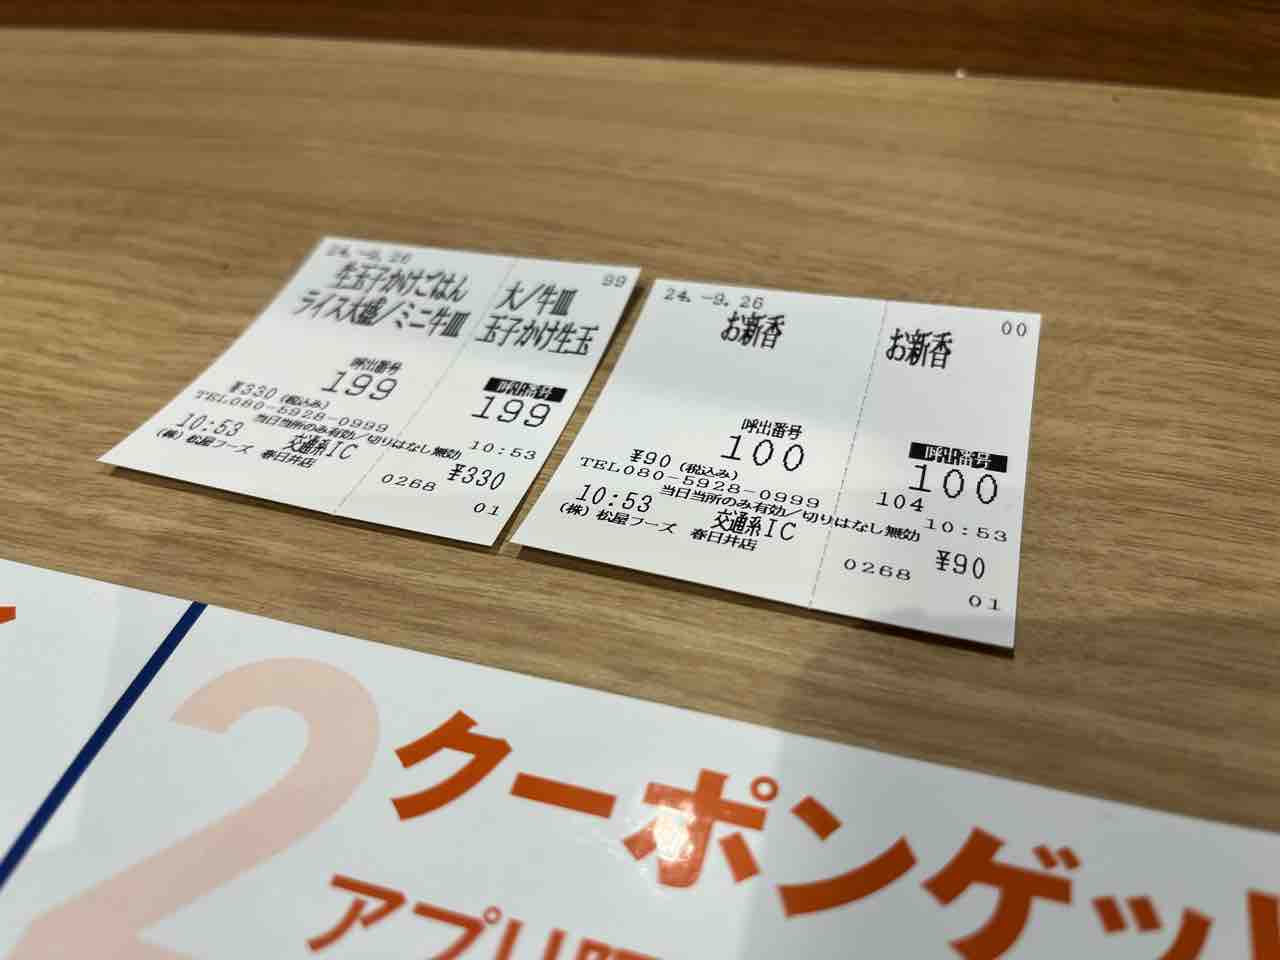 24.-9.26
生玉子かけごはん
ライス大盛/ミニ牛皿
呼出番号
199
¥330(税込み)
TEL080-5928-0999
当日当所のみ有効/切りはなし無効
10:53
交通系IC
(株)松屋フーズ 春日井店
99
大/牛皿
玉子かけ生玉
呼出番号
199
10:53
0268 ¥330
01
24.-9.26
お新香
呼出番号
100
¥90(税込み)
TEL080-5928-0999
当日当所のみ有効/切りはなし無効
10:53
交通系IC
(株)松屋フーズ 春日井店
00
お新香
呼出番号
100
104
10:53
0268 ¥90
01
2
クーポンゲッ
アプリ